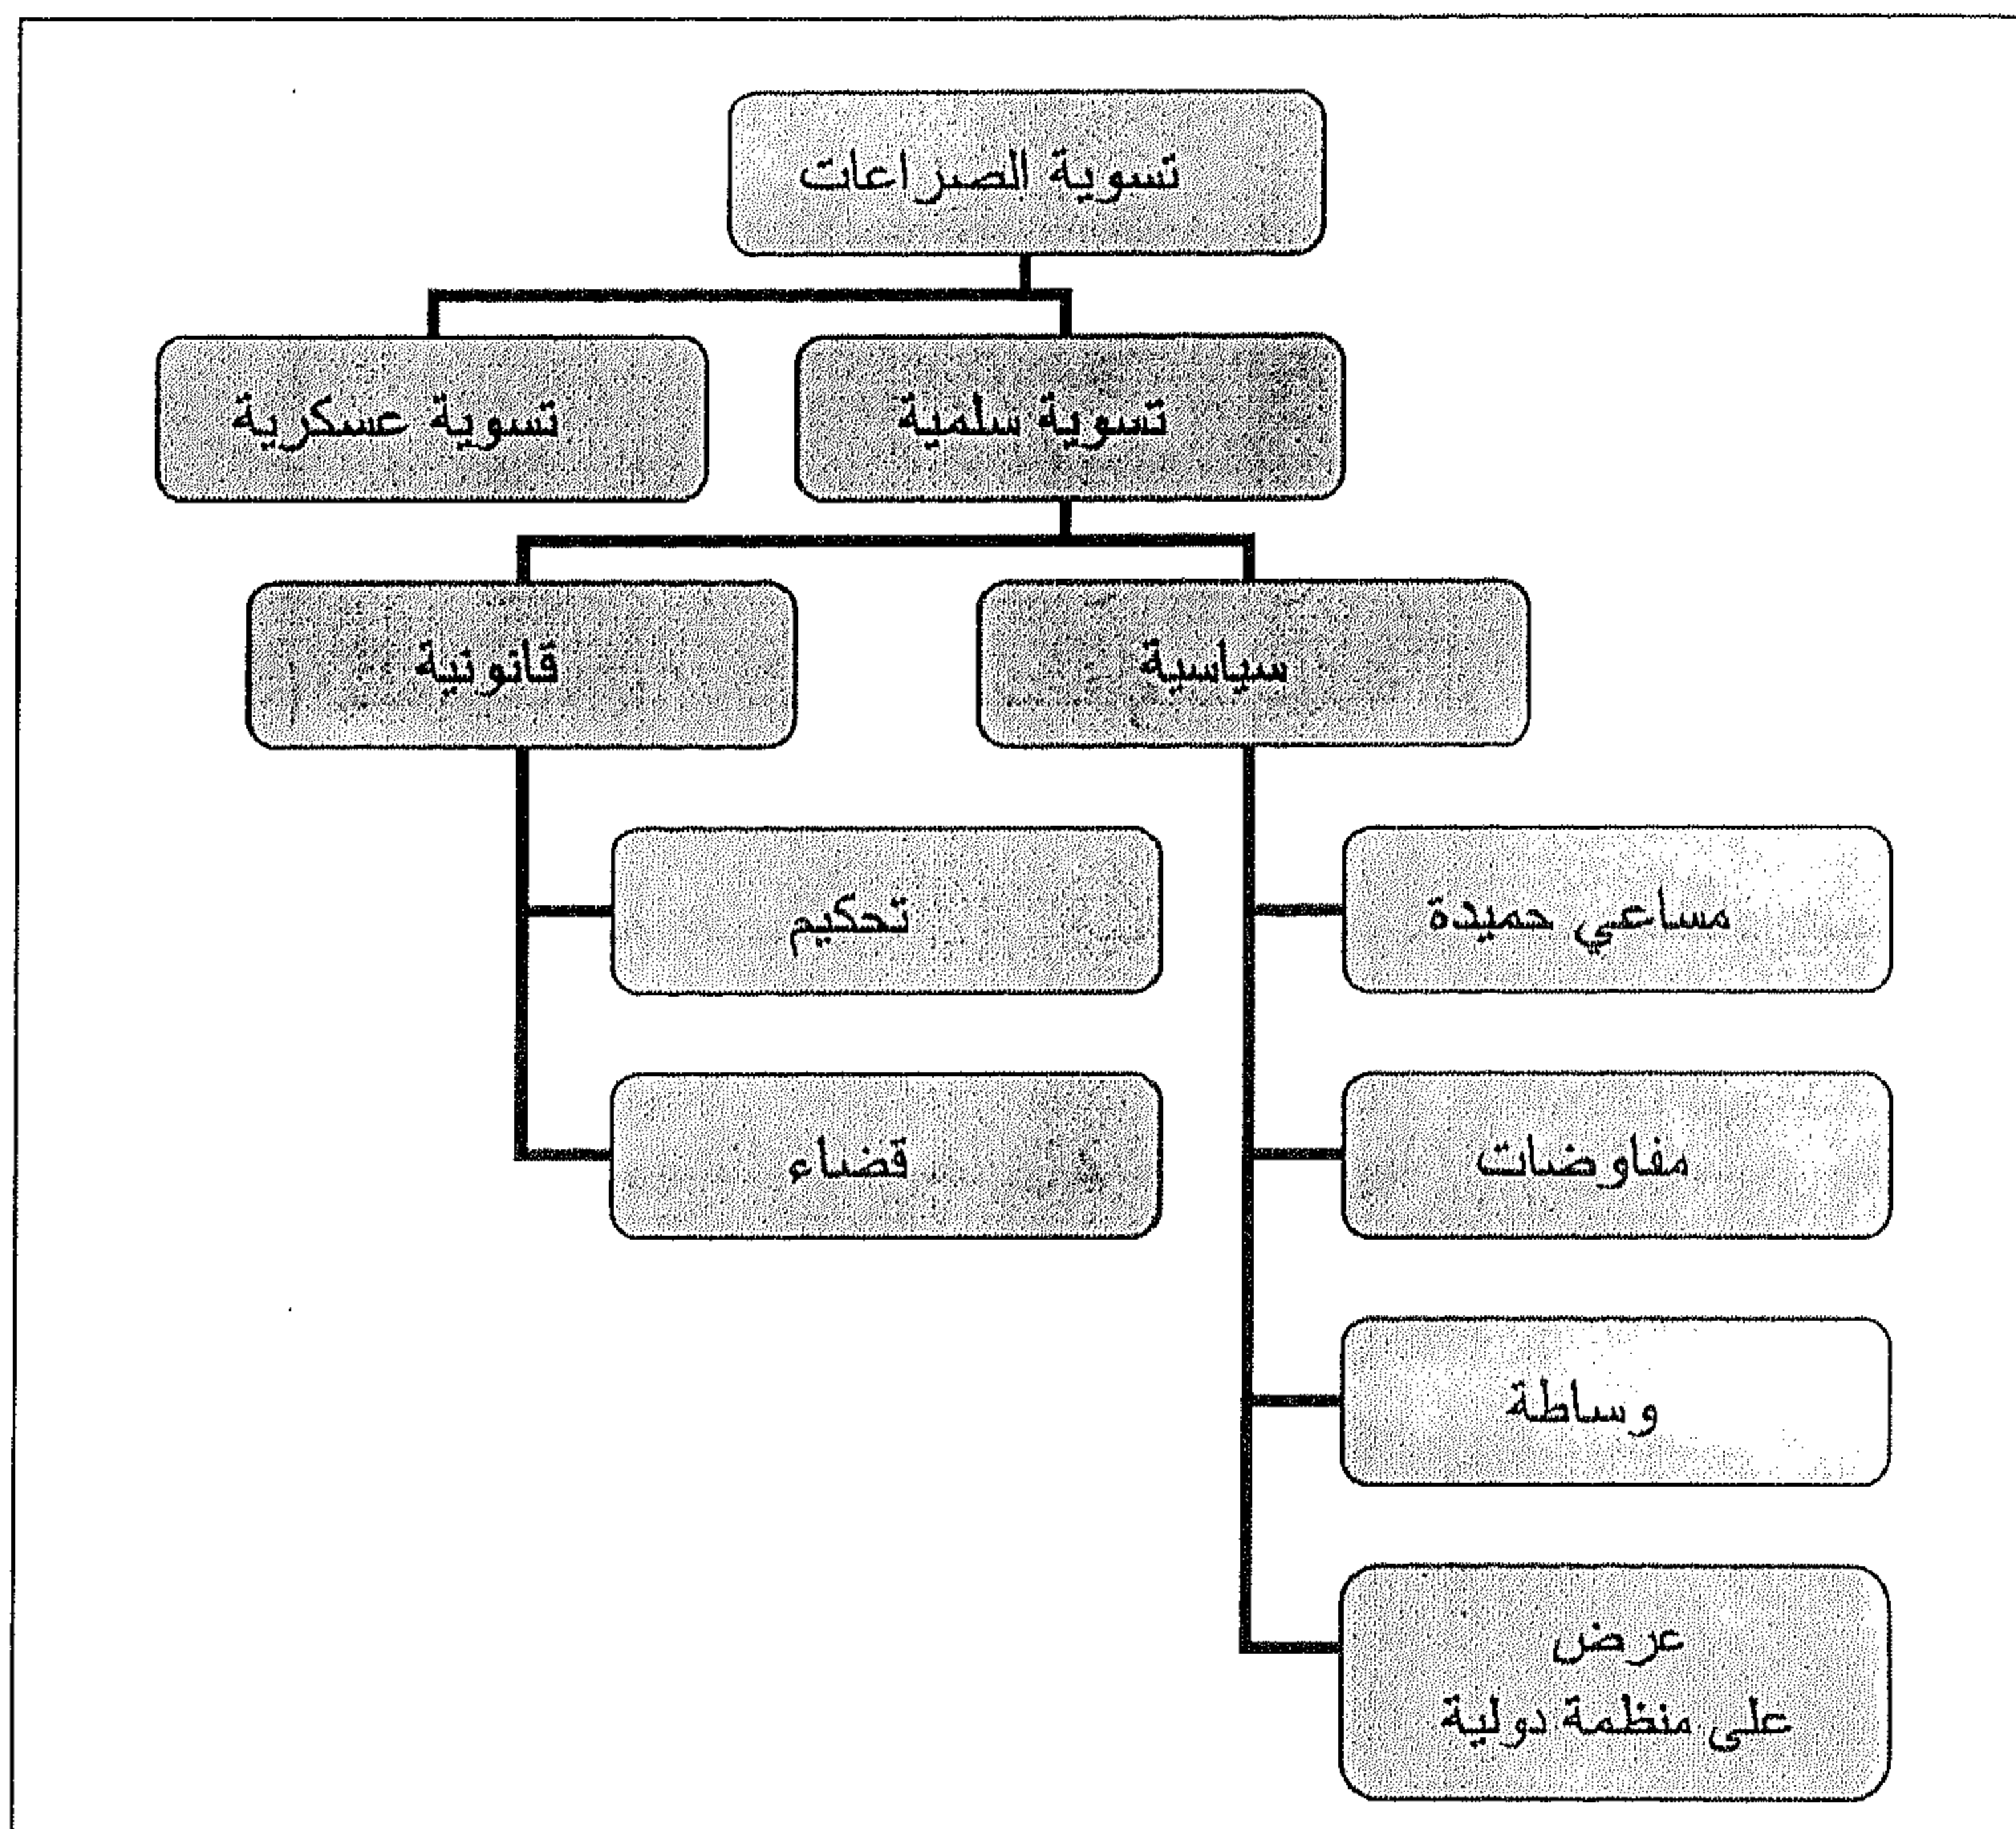 تسوية الصراعات
تسوية سلمية
تسوية عسكرية
سياسية
قانونية
مساعي حميدة
تحكيم
مفاوضات
قضاء
وساطة
عرض
على منظمة دولية